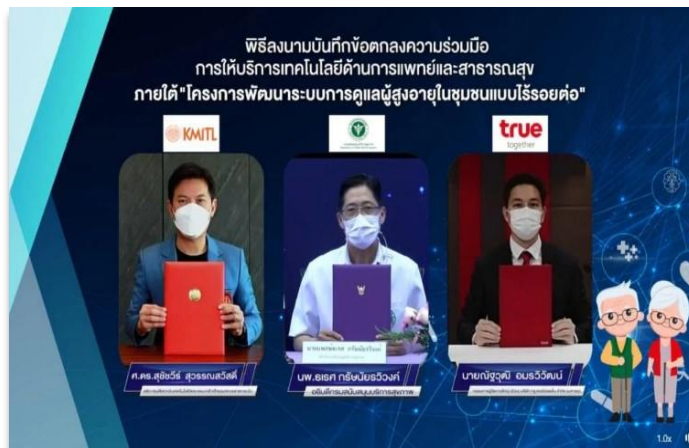 พิธีลงนามบันทึกข้อตกลงความร่วมมือ
การให้บริการเทคโนโลยีด้านการแพทย์และสาธารณสุข
ภายใต้"โครงการพัฒนาระบบการดูแลผู้สูงอายุในชุมชนแบบไร้รอยต่อ"
KMITL
true
together
ศ.ดร.สุชัชวีร์ สุวรรณสวัสดิ์
นพ.ธเรศ กรัษนัยรวิวงค์
อธิบดีกรมสนับสนุนบริการสุขภาพ
นายณัฐวุฒิ อมรวิวัฒน์
1.0x